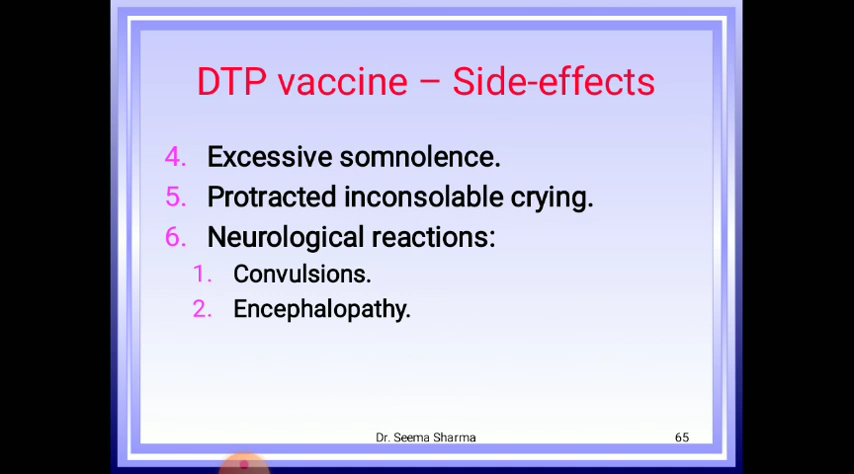 DTP vaccine – Side-effects
4. Excessive somnolence.
5. Protracted inconsolable crying.
6. Neurological reactions:
1. Convulsions.
2. Encephalopathy.
Dr. Seema Sharma 65